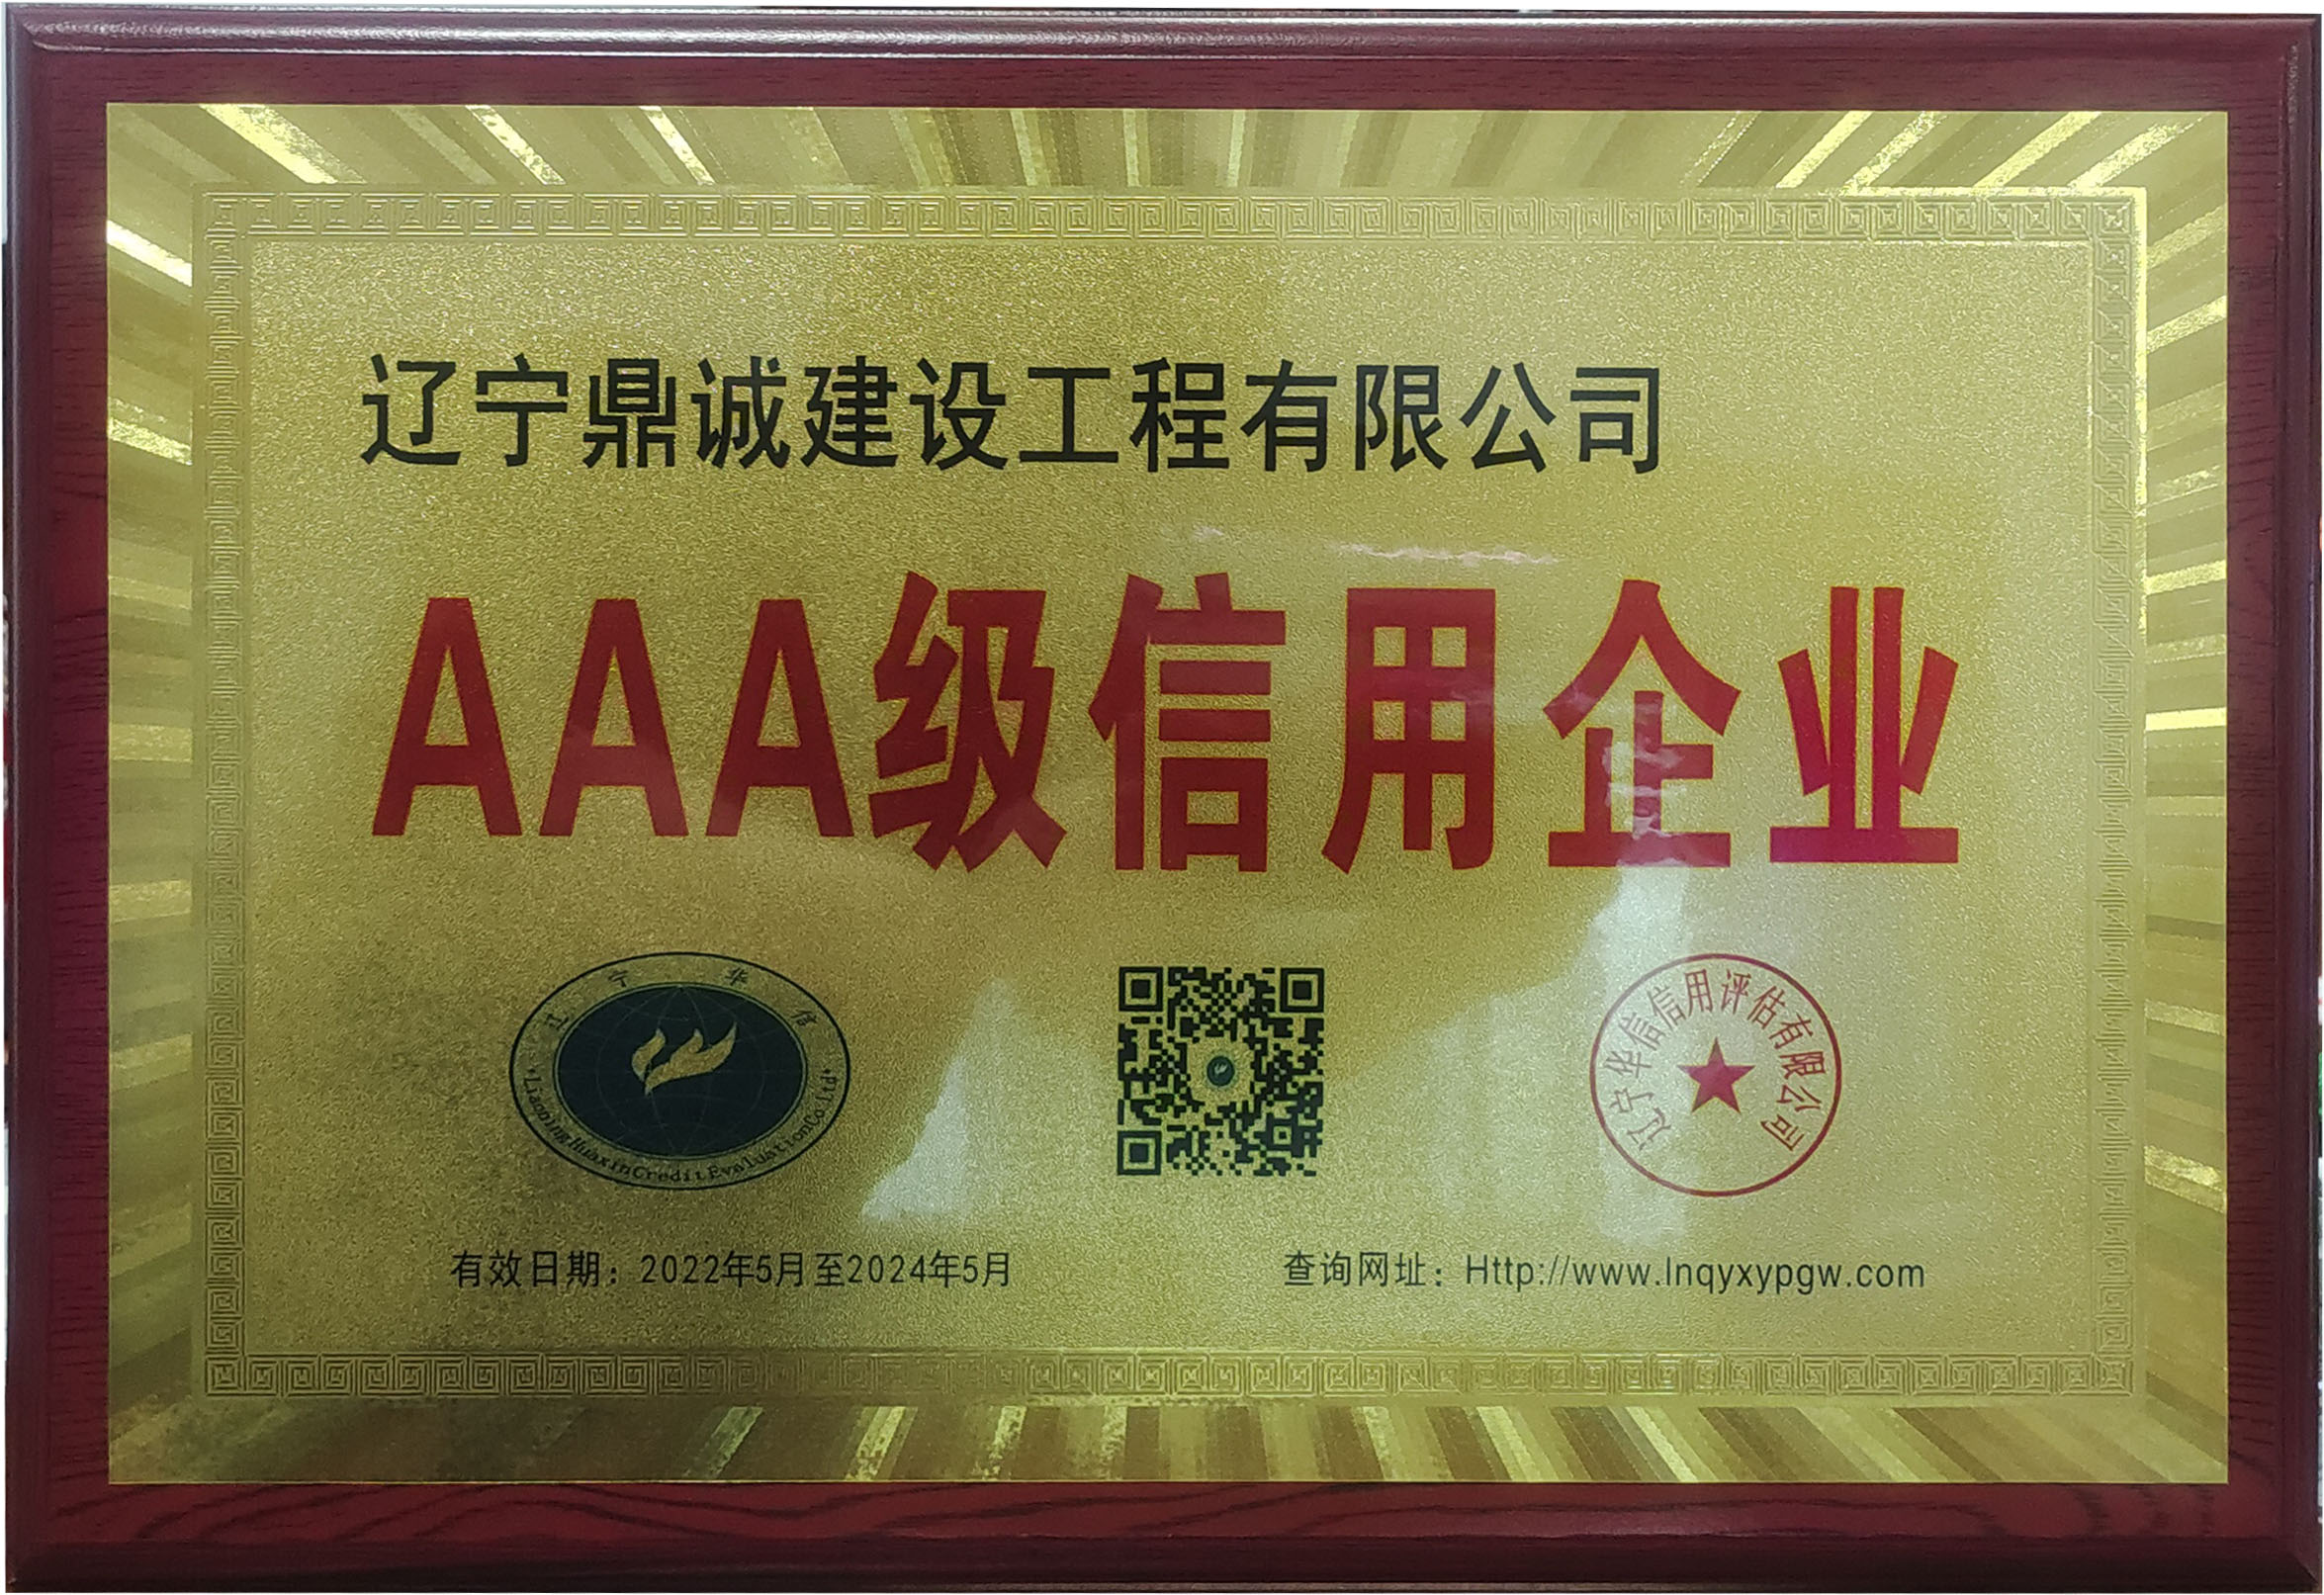 辽宁鼎诚建设工程有限公司
AAA级信用企业
辽宁华信
·LiaoningHuaxinCreditEvaluationCo.ltd·
辽宁华信信用评估有限公司
有效日期：2022年5月至2024年5月
查询网址：Http://www.lnqyxypgw.com